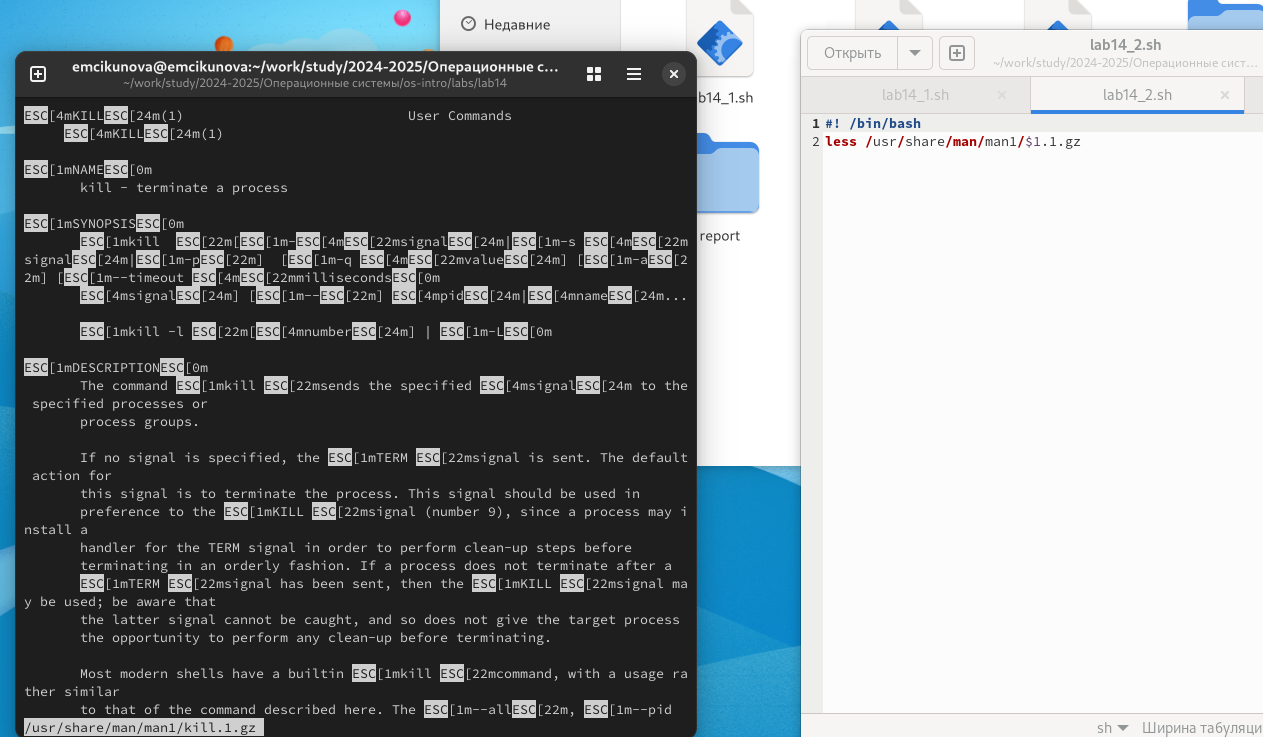 Недавние
b14_1.sh
report
emcikunova@emcikunova:~/work/study/2024-2025/Операционные с…
~/work/study/2024-2025/Операционные системы/os-intro/labs/lab14
ESC[4mKILLESC[24m(1) User Commands
ESC[4mKILLESC[24m(1)
ESC[1mNAMEESC[0m
kill - terminate a process
ESC[1mSYNOPSISESC[0m
ESC[1mkill ESC[22m[ESC[1m-ESC[4mESC[22msignalESC[24m|ESC[1m-s ESC[4mESC[22m
signalESC[24m|ESC[1m-pESC[22m] [ESC[1m-q ESC[4mESC[22mvalueESC[24m] [ESC[1m-aESC[2
2m] [ESC[1m--timeout ESC[4mESC[22mmillisecondsESC[0m
ESC[4msignalESC[24m] [ESC[1m--ESC[22m] ESC[4mpidESC[24m|ESC[4mnameESC[24m...
ESC[1mkill -l ESC[22m[ESC[4mnumberESC[24m] | ESC[1m-LESC[0m
ESC[1mDESCRIPTIONESC[0m
The command ESC[1mkill ESC[22msends the specified ESC[4msignalESC[24m to the
specified processes or
process groups.
If no signal is specified, the ESC[1mTERM ESC[22msignal is sent. The default
action for
this signal is to terminate the process. This signal should be used in
preference to the ESC[1mKILL ESC[22msignal (number 9), since a process may i
nstall a
handler for the TERM signal in order to perform clean-up steps before
terminating in an orderly fashion. If a process does not terminate after a
ESC[1mTERM ESC[22msignal has been sent, then the ESC[1mKILL ESC[22msignal ma
y be used; be aware that
the latter signal cannot be caught, and so does not give the target process
the opportunity to perform any clean-up before terminating.
Most modern shells have a builtin ESC[1mkill ESC[22mcommand, with a usage ra
ther similar
to that of the command described here. The ESC[1m--allESC[22m, ESC[1m--pid
/usr/share/man/man1/kill.1.gz
Открыть
lab14_2.sh
~/work/study/2024-2025/Операционные сист…
lab14_1.sh
lab14_2.sh
1 #! /bin/bash
2 less /usr/share/man/man1/$1.1.gz
sh
Ширина табуляци